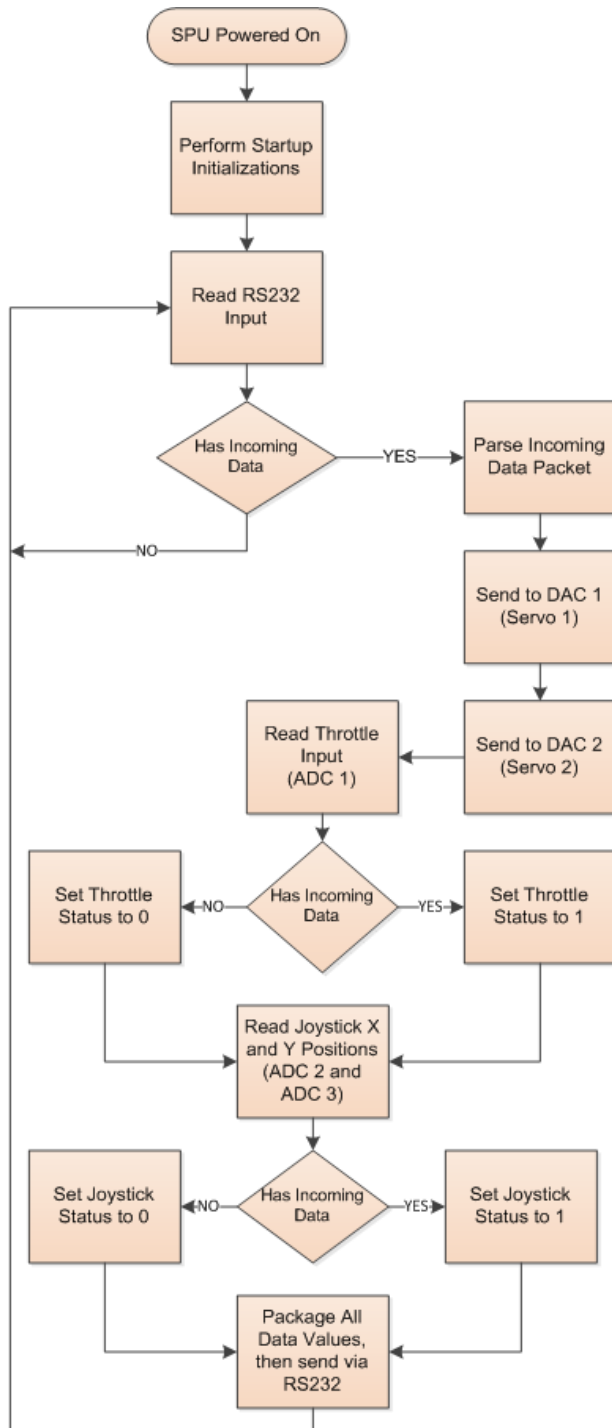 SPU Powered On
Perform Startup
Initializations
Read RS232
Input
Has Incoming
Data
YES
Parse Incoming
Data Packet
NO
Send to DAC 1
(Servo 1)
Send to DAC 2
(Servo 2)
Read Throttle
Input
(ADC 1)
Has Incoming
Data
NO
YES
Set Throttle
Status to 0
Set Throttle
Status to 1
Read Joystick X
and Y Positions
(ADC 2 and
ADC 3)
Has Incoming
Data
NO
YES
Set Joystick
Status to 0
Set Joystick
Status to 1
Package All
Data Values,
then send via
RS232